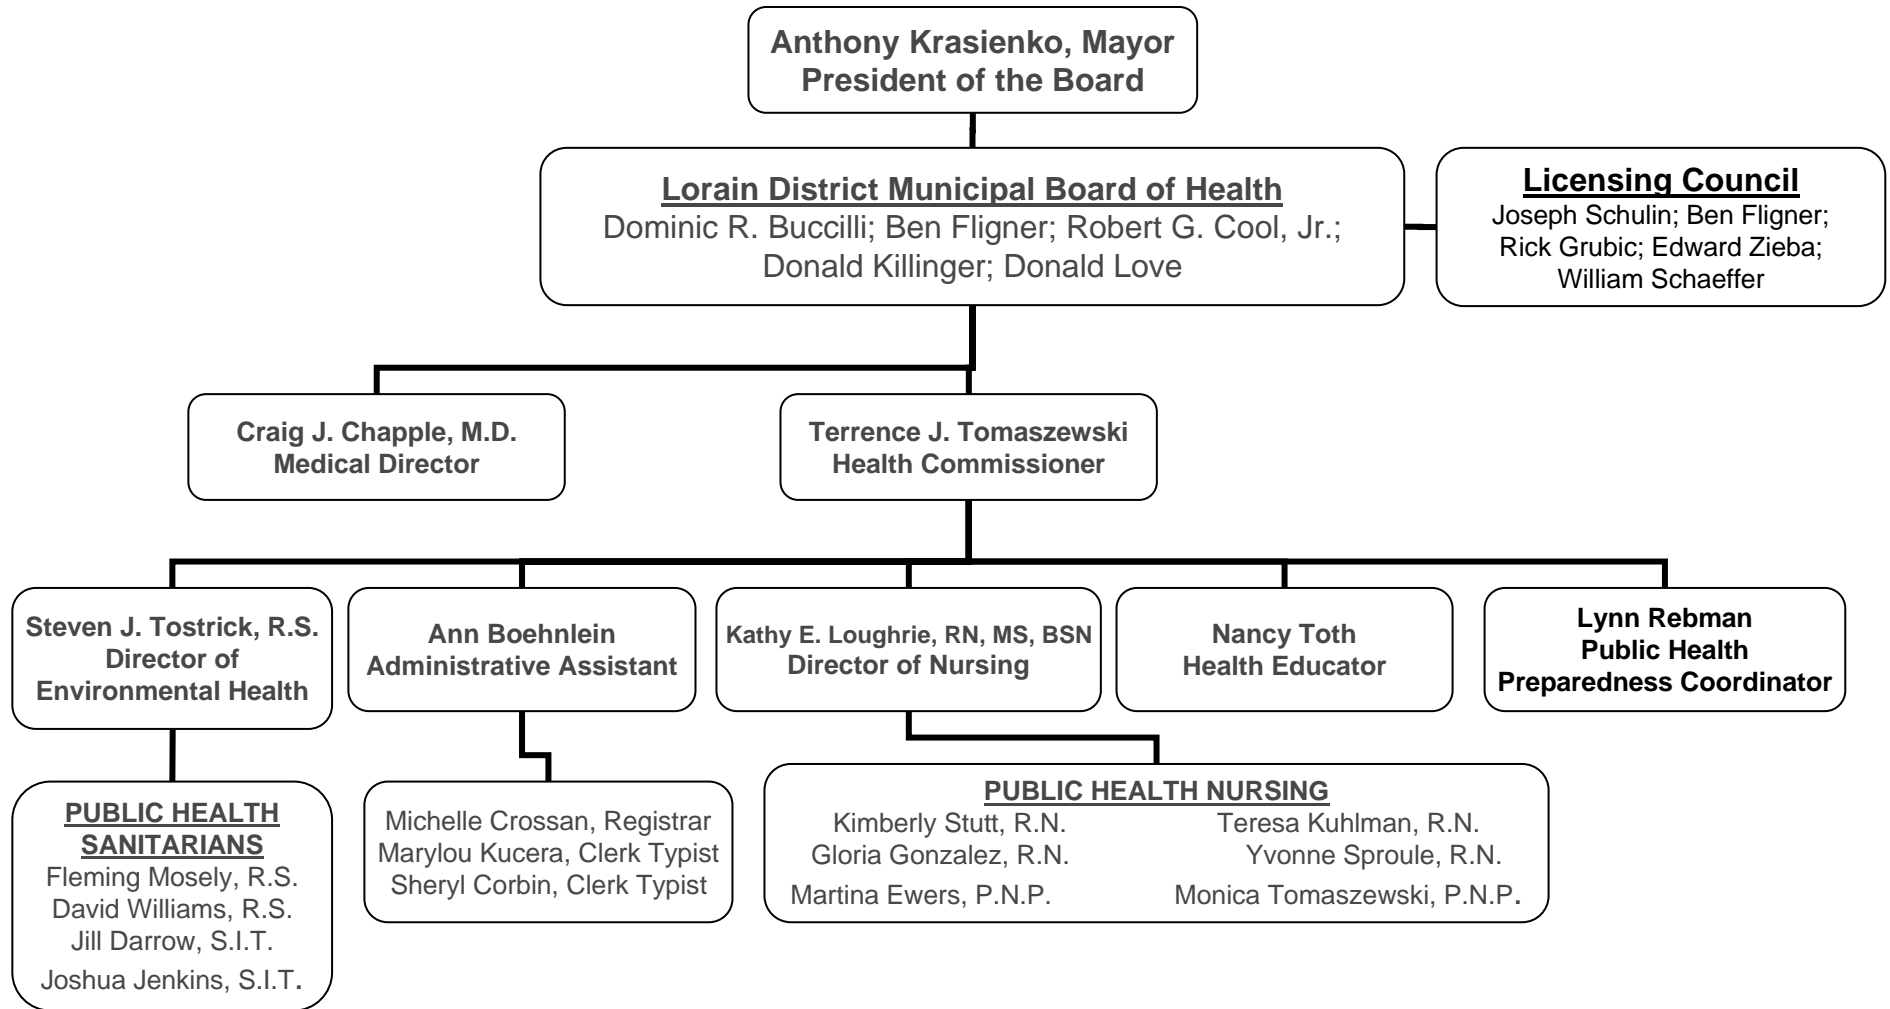 Anthony Krasienko, Mayor
President of the Board
Lorain District Municipal Board of Health
Dominic R. Buccilli; Ben Fligner; Robert G. Cool, Jr.;
Donald Killinger; Donald Love
Licensing Council
Joseph Schulin; Ben Fligner;
Rick Grubic; Edward Zieba;
William Schaeffer
Craig J. Chapple, M.D.
Medical Director
Terrence J. Tomaszewski
Health Commissioner
Steven J. Tostrick, R.S.
Director of
Environmental Health
Ann Boehnlein
Administrative Assistant
Kathy E. Loughrie, RN, MS, BSN
Director of Nursing
Nancy Toth
Health Educator
Lynn Rebman
Public Health
Preparedness Coordinator
PUBLIC HEALTH
SANITARIANS
Fleming Mosely, R.S.
David Williams, R.S.
Jill Darrow, S.I.T.
Joshua Jenkins, S.I.T.
Michelle Crossan, Registrar
Marylou Kucera, Clerk Typist
Sheryl Corbin, Clerk Typist
PUBLIC HEALTH NURSING
Kimberly Stutt, R.N. Teresa Kuhlman, R.N.
Gloria Gonzalez, R.N. Yvonne Sproule, R.N.
Martina Ewers, P.N.P. Monica Tomaszewski, P.N.P.